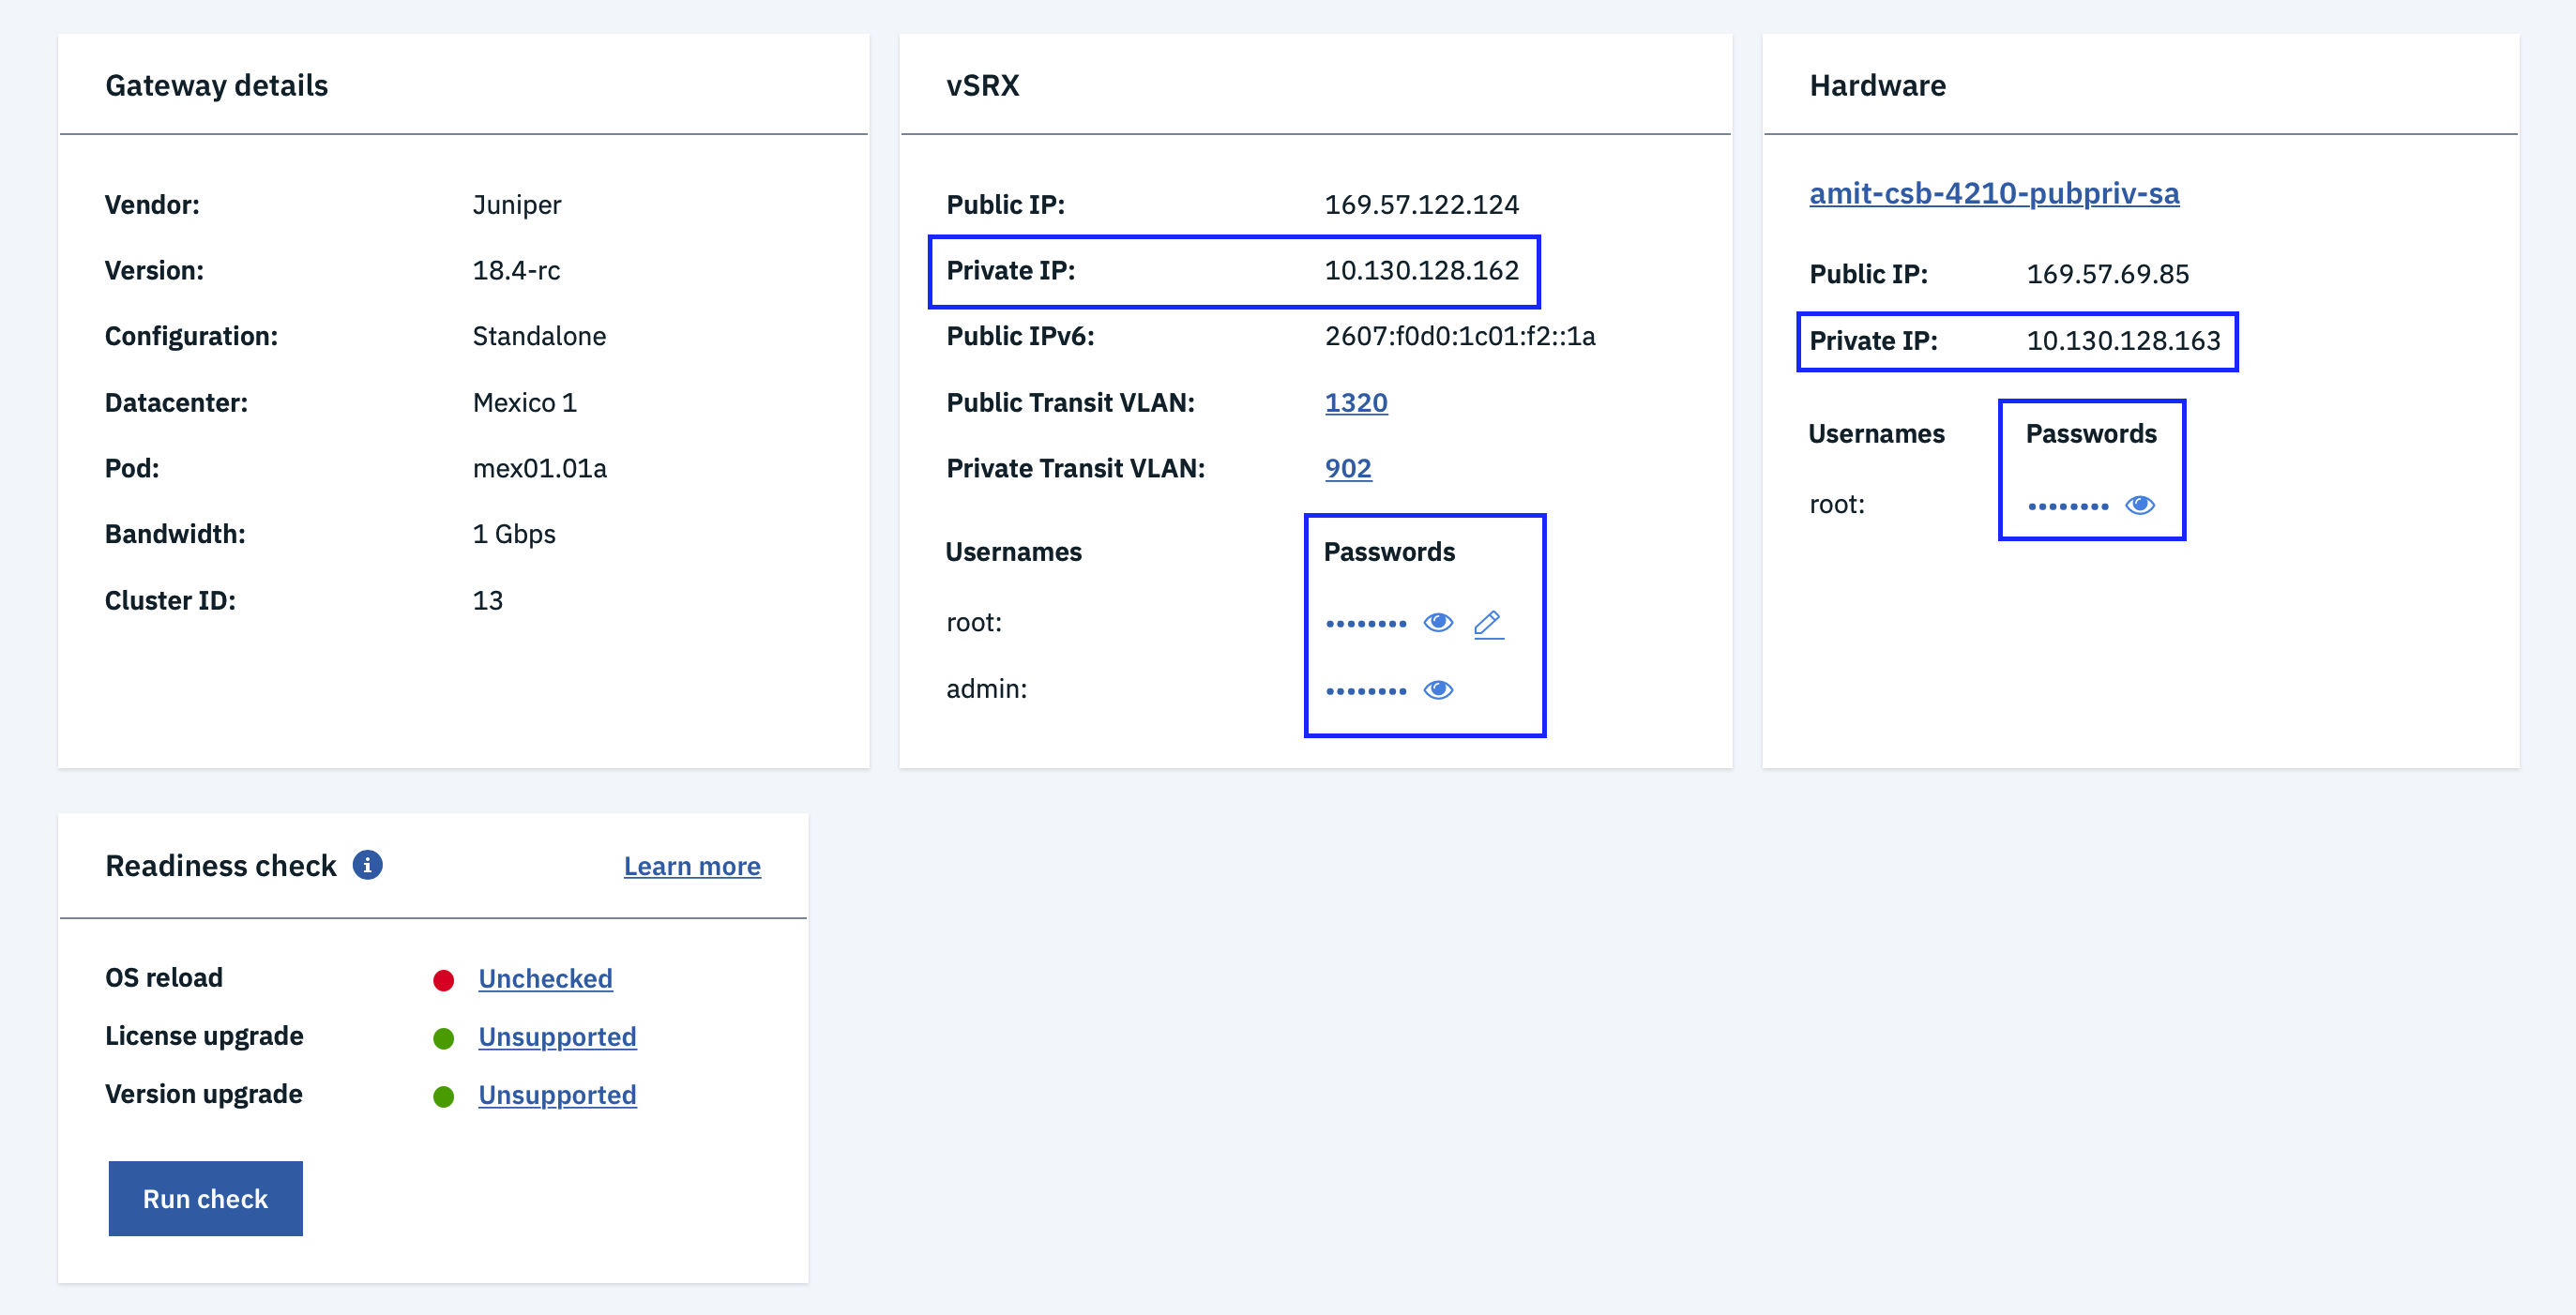 Gateway details
Vendor: Juniper
Version: 18.4-rc
Configuration: Standalone
Datacenter: Mexico 1
Pod: mex01.01a
Bandwidth: 1 Gbps
Cluster ID: 13
vSRX
Public IP: 169.57.122.124
Private IP: 10.130.128.162
Public IPv6: 2607:f0d0:1c01:f2::1a
Public Transit VLAN: 1320
Private Transit VLAN: 902
Usernames Passwords
root: ••••••••
admin: ••••••••
Hardware
amit-csb-4210-pubpriv-sa
Public IP: 169.57.69.85
Private IP: 10.130.128.163
Usernames Passwords
root: ••••••••
Readiness check Learn more
OS reload Unchecked
License upgrade Unsupported
Version upgrade Unsupported
Run check